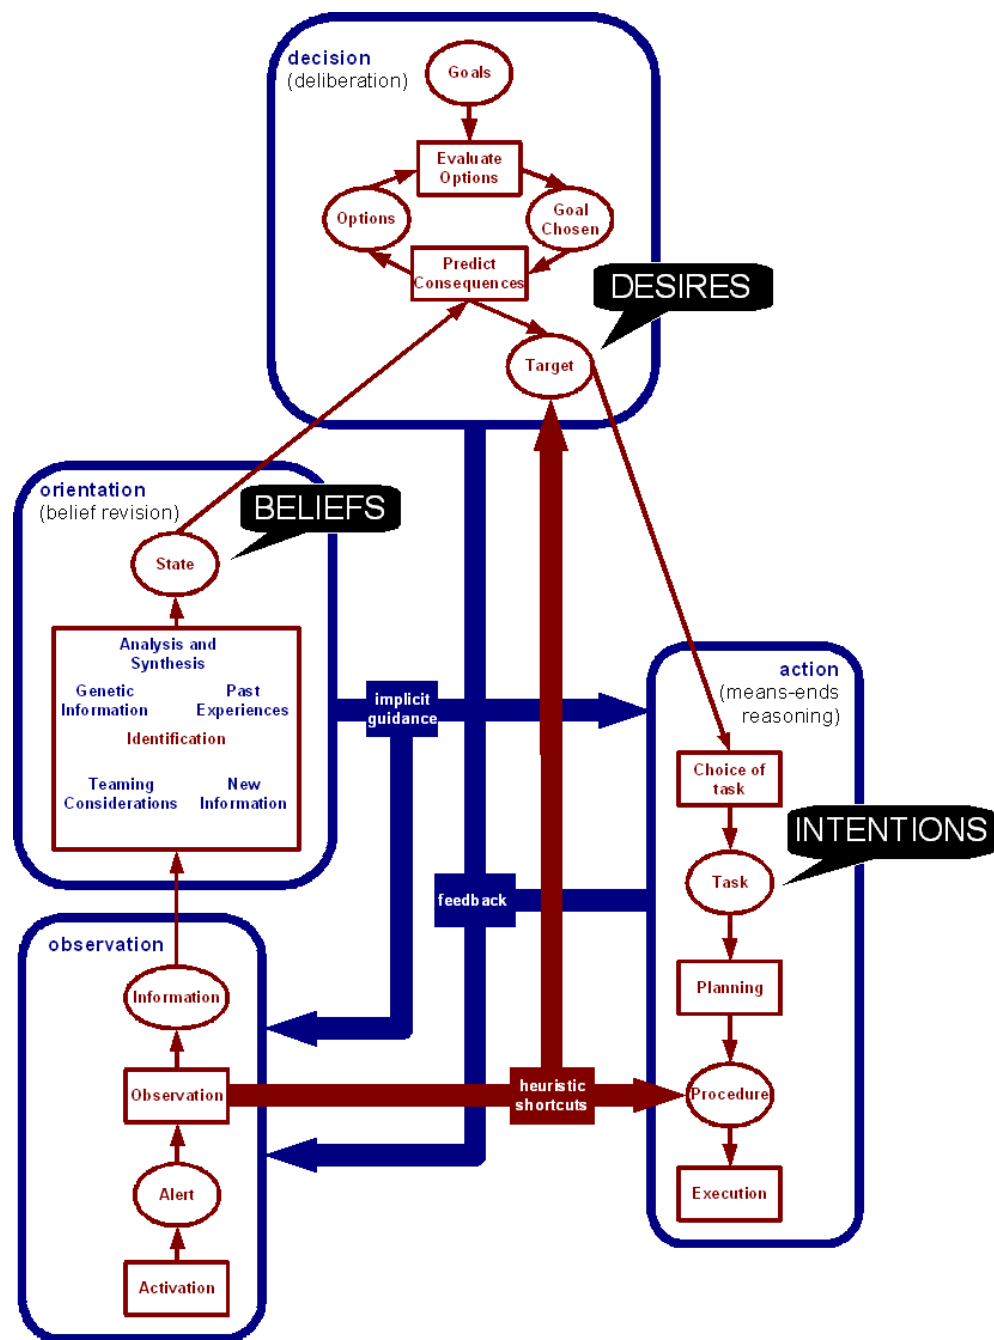 decision
(deliberation)
Goals
Evaluate
Options
Options
Goal
Chosen
Predict
Consequences
DESIRES
Target
orientation
(belief revision)
BELIEFS
State
Analysis and
Synthesis
Genetic
Information
Past
Experiences
Identification
Teaming
Considerations
New
Information
implicit
guidance
action
(means-ends
reasoning)
Choice of
task
INTENTIONS
Task
feedback
Planning
observation
Information
Observation
heuristic
shortcuts
Procedure
Alert
Execution
Activation